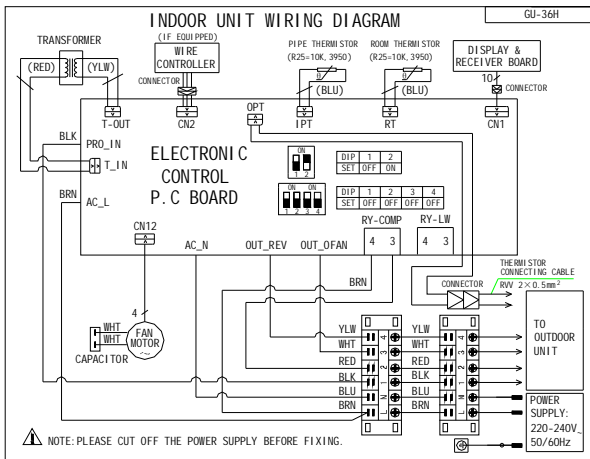 INDOOR UNIT WIRING DIAGRAM
GU-36H
TRANSFORMER
(RED)
(YLW)
(IF EQUIPPED)
WIRE
CONTROLLER
CONNECTOR
PIPE THERMISTOR
(R25=10K, 3950)
θ
(BLU)
ROOM THERMISTOR
(R25=10K, 3950)
θ
(BLU)
DISPLAY &
RECEIVER BOARD
10
CONNECTOR
T-OUT
CN2
OPT
IPT
RT
CN1
BLK
PRO_IN
T_IN
BRN
AC_L
ELECTRONIC
CONTROL
P.C BOARD
ON
1 2
DIP 1 2
SET OFF ON
ON ON
1 2 3 4
DIP 1 2 3 4
SET OFF OFF OFF OFF
RY-COMP
4 3
RY-LW
4 3
CN12
AC_N
OUT_REV
OUT_OFAN
BRN
THERMISTOR
CONNECTING CABLE
RVV 2×0.5mm²
CONNECTOR
4
WHT
WHT
FAN
MOTOR
~
CAPACITOR
YLW 4 YLW 4
WHT 3 WHT 3
RED 2 RED 2
BLK 1 BLK 1
BLU N BLU N
BRN L BRN L
TO
OUTDOOR
UNIT
POWER
SUPPLY:
220-240V~
50/60Hz
NOTE: PLEASE CUT OFF THE POWER SUPPLY BEFORE FIXING.